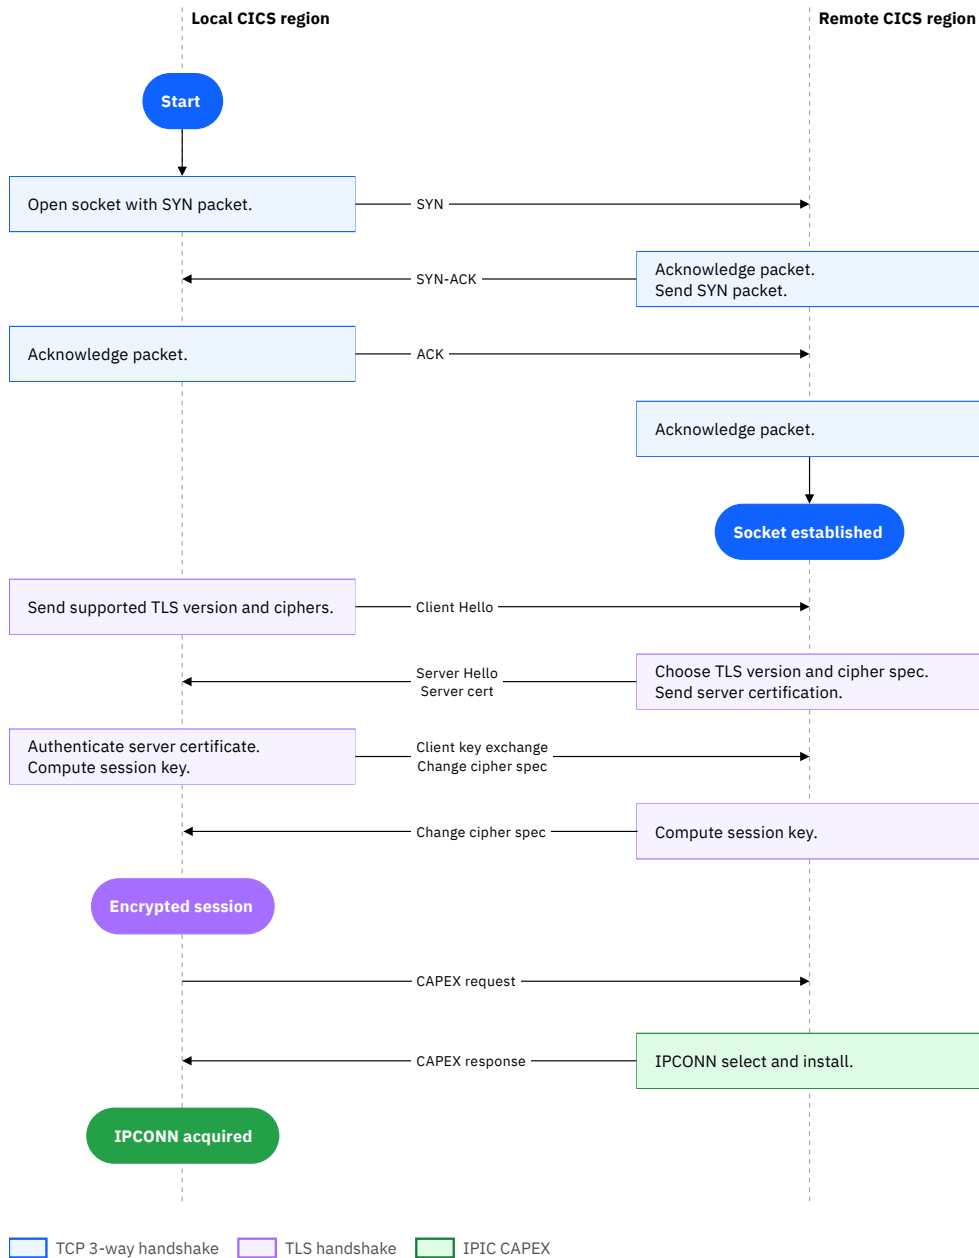 Local CICS region
Remote CICS region
Start
Open socket with SYN packet.
SYN
SYN-ACK
Acknowledge packet.
Send SYN packet.
Acknowledge packet.
ACK
Acknowledge packet.
Socket established
Send supported TLS version and ciphers.
Client Hello
Server Hello
Server cert
Choose TLS version and cipher spec.
Send server certification.
Authenticate server certificate.
Compute session key.
Client key exchange
Change cipher spec
Change cipher spec
Compute session key.
Encrypted session
CAPEX request
CAPEX response
IPCONN select and install.
IPCONN acquired
TCP 3-way handshake
TLS handshake
IPIC CAPEX